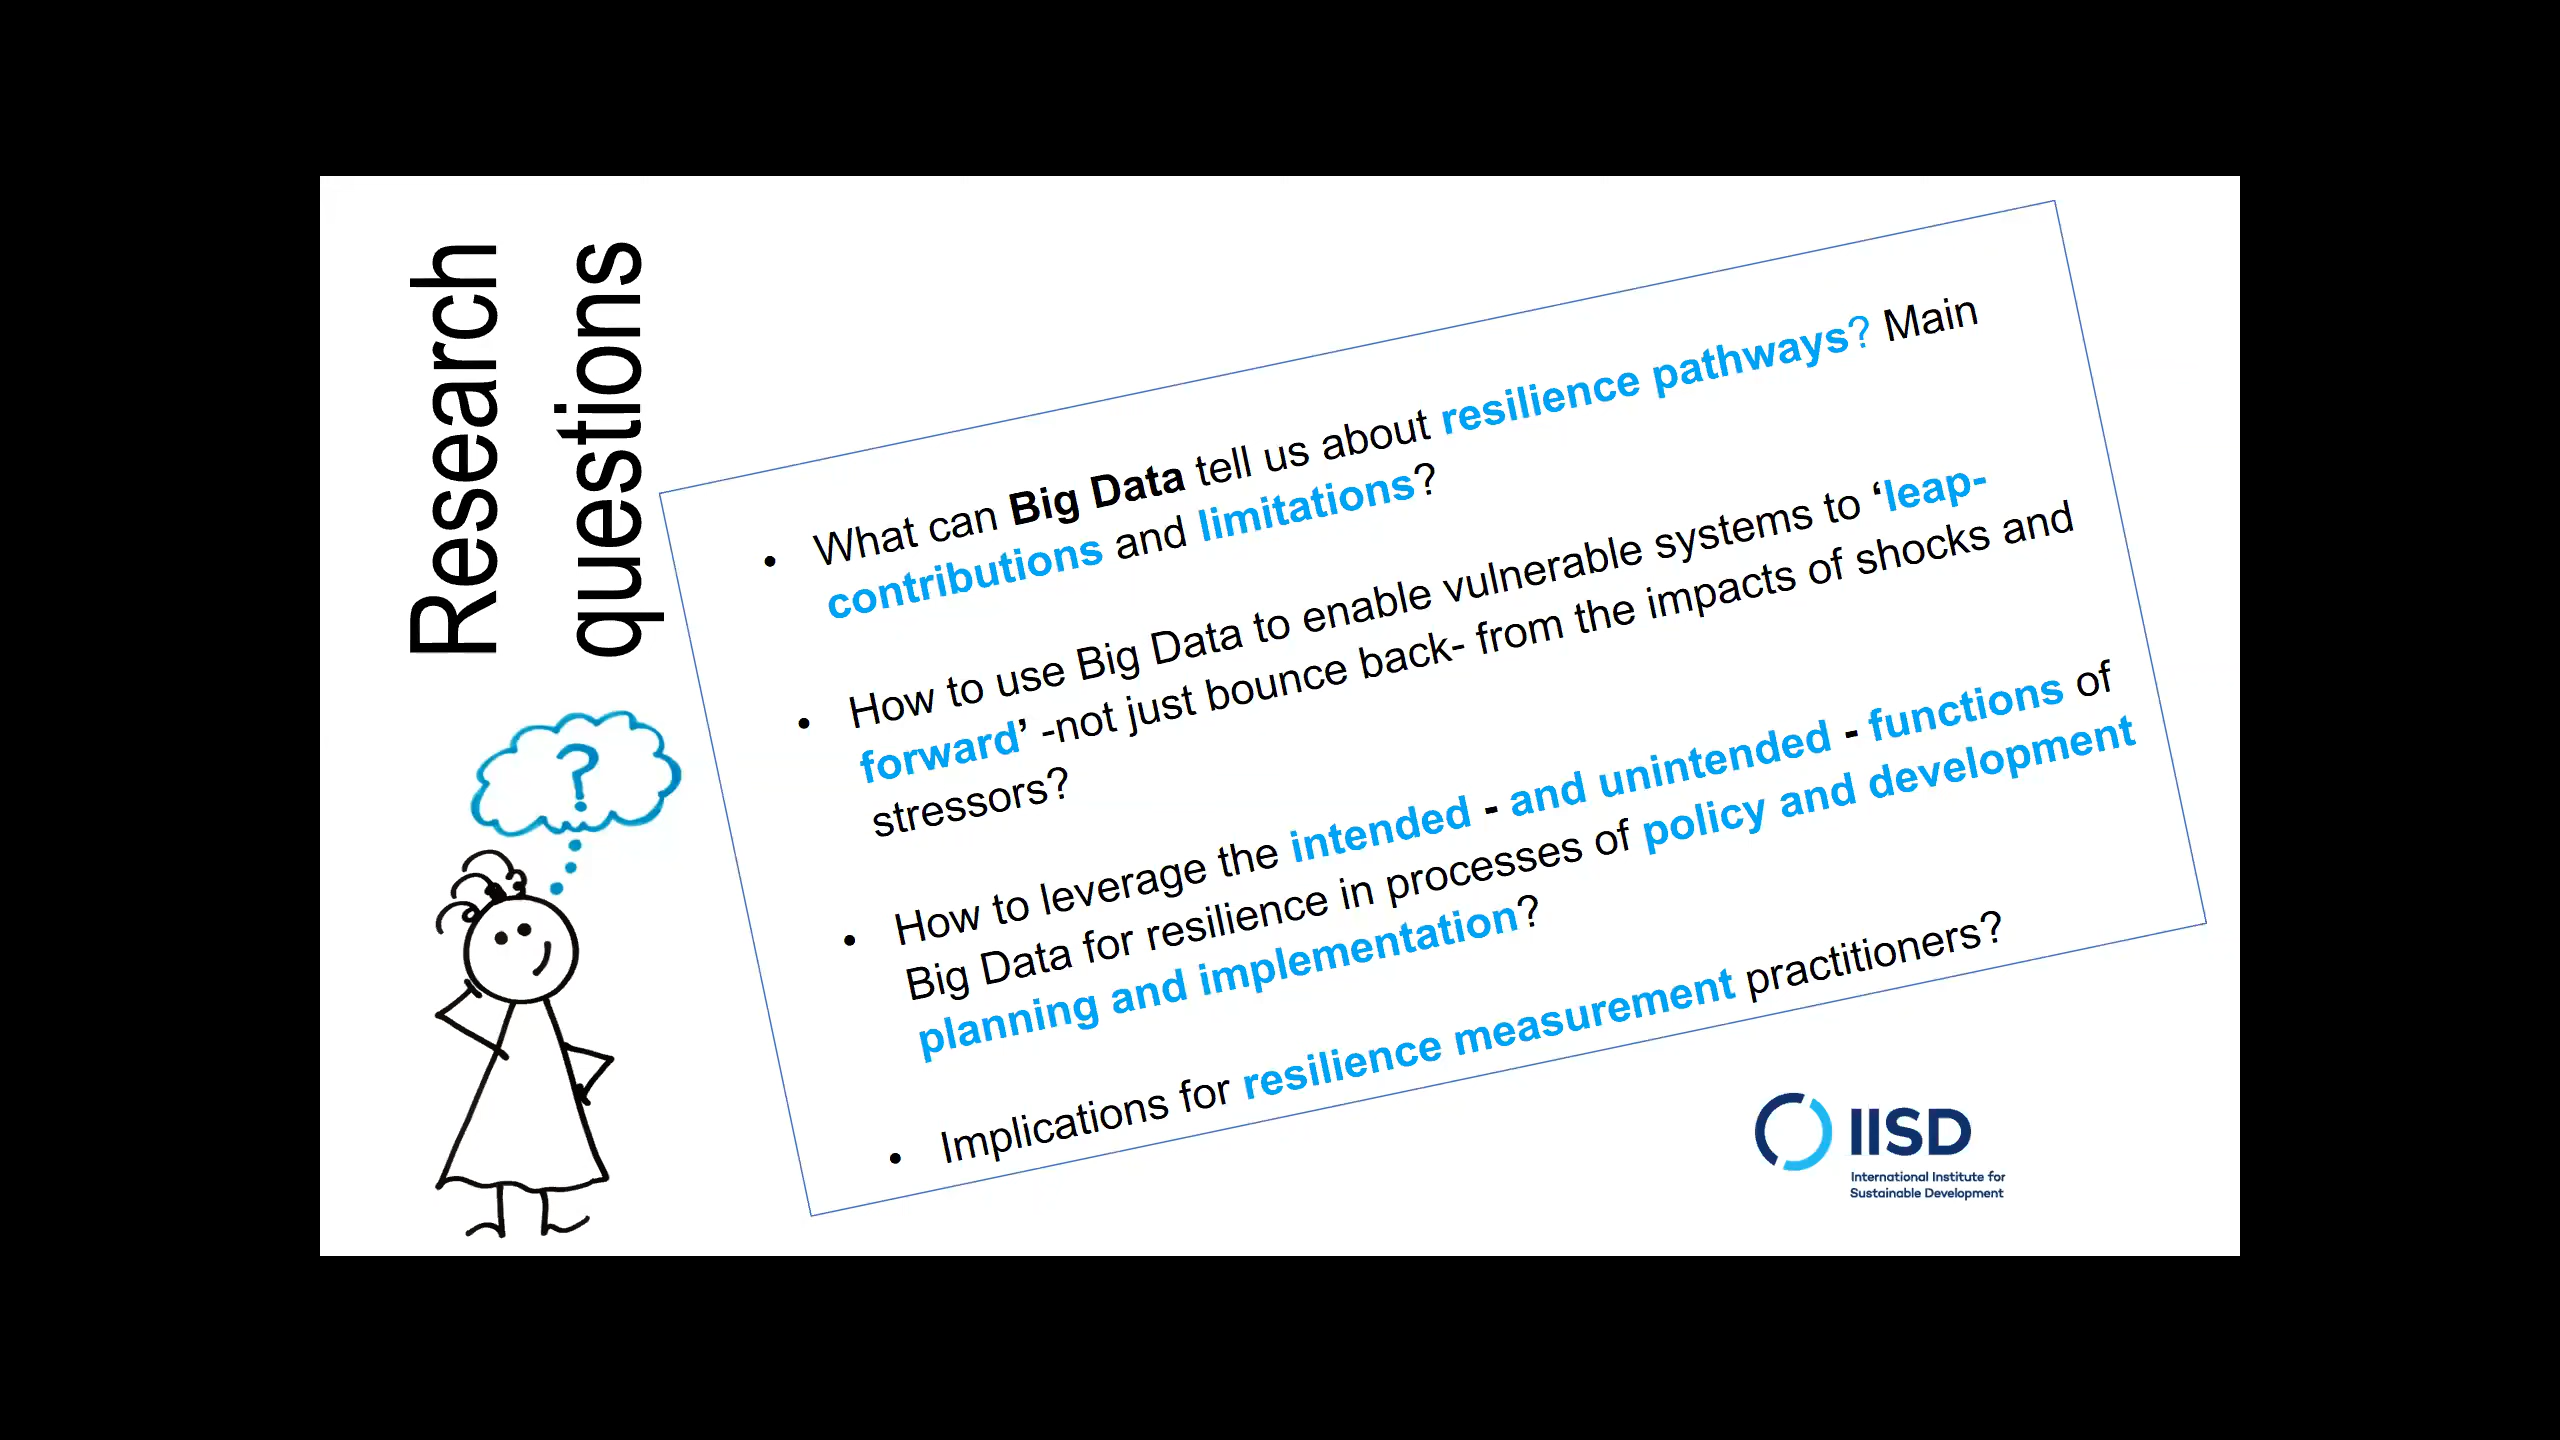 Research
questions
?
• What can Big Data tell us about resilience pathways? Main
contributions and limitations?
• How to use Big Data to enable vulnerable systems to ‘leap-
forward’ -not just bounce back- from the impacts of shocks and
stressors?
• How to leverage the intended - and unintended - functions of
Big Data for resilience in processes of policy and development
planning and implementation?
• Implications for resilience measurement practitioners?
IISD
International Institute for
Sustainable Development